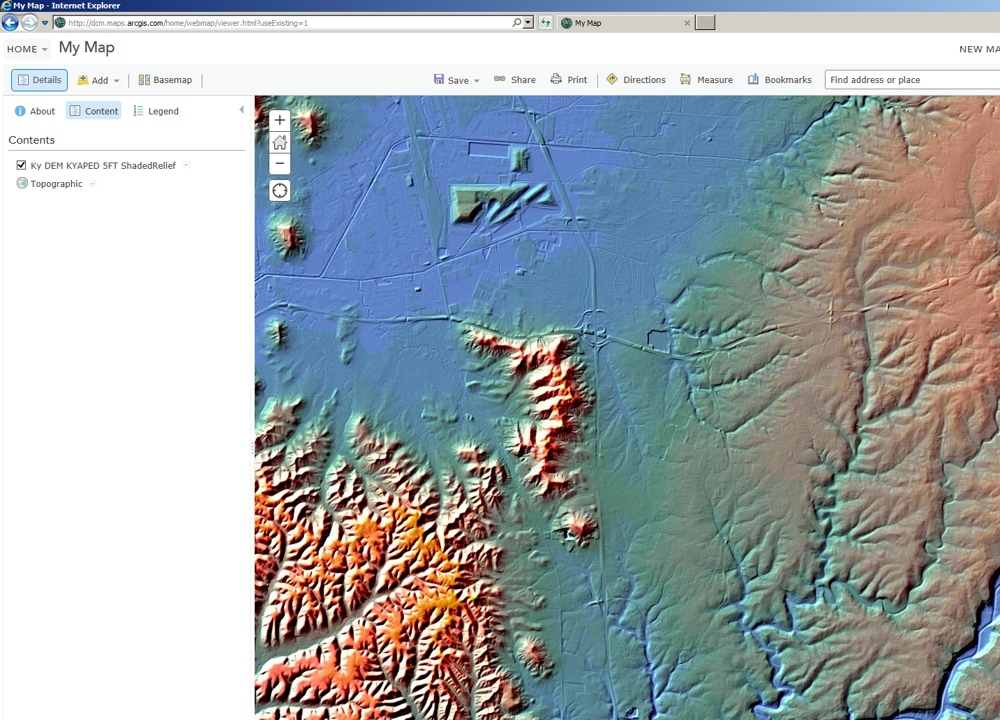 My Map - Internet Explorer
http://dcm.maps.arcgis.com/home/webmap/viewer.html?useExisting=1
My Map
HOME
My Map
NEW MA
Details
Add
Basemap
Save
Share
Print
Directions
Measure
Bookmarks
Find address or place
About
Content
Legend
Contents
Ky DEM KYAPED 5FT ShadedRelief
Topographic